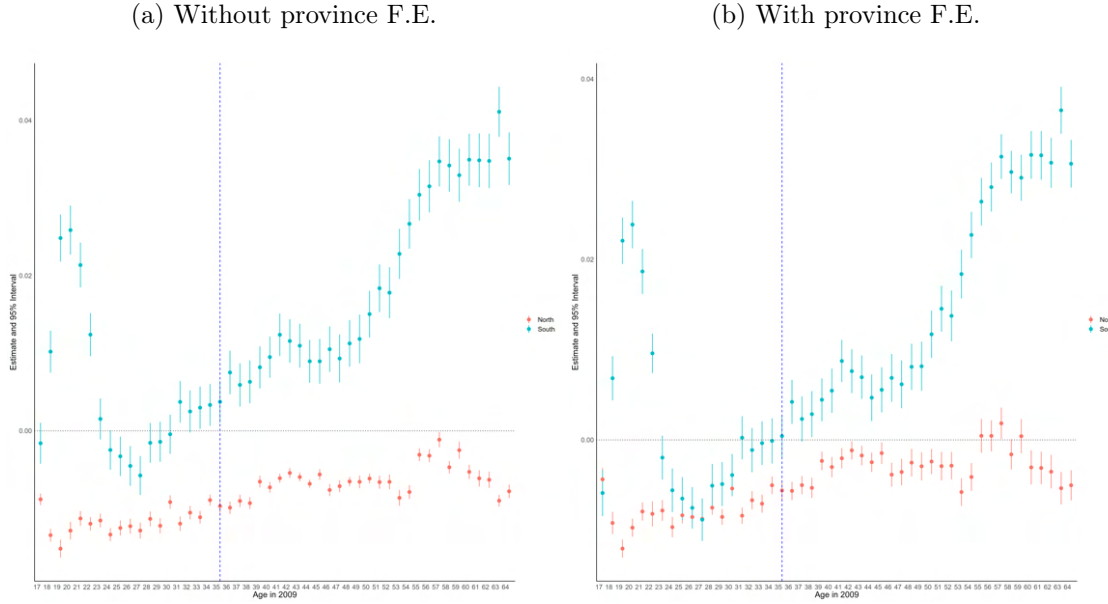 (a) Without province F.E.
0.04
0.02
0.00
Estimate and 95% Interval
17 18 19 20 21 22 23 24 25 26 27 28 29 30 31 32 33 34 35 36 37 38 39 40 41 42 43 44 45 46 47 48 49 50 51 52 53 54 55 56 57 58 59 60 61 62 63 64
Age in 2009
North
South
(b) With province F.E.
0.04
0.02
0.00
Estimate and 95% Interval
17 18 19 20 21 22 23 24 25 26 27 28 29 30 31 32 33 34 35 36 37 38 39 40 41 42 43 44 45 46 47 48 49 50 51 52 53 54 55 56 57 58 59 60 61 62 63 64
Age in 2009
No
So